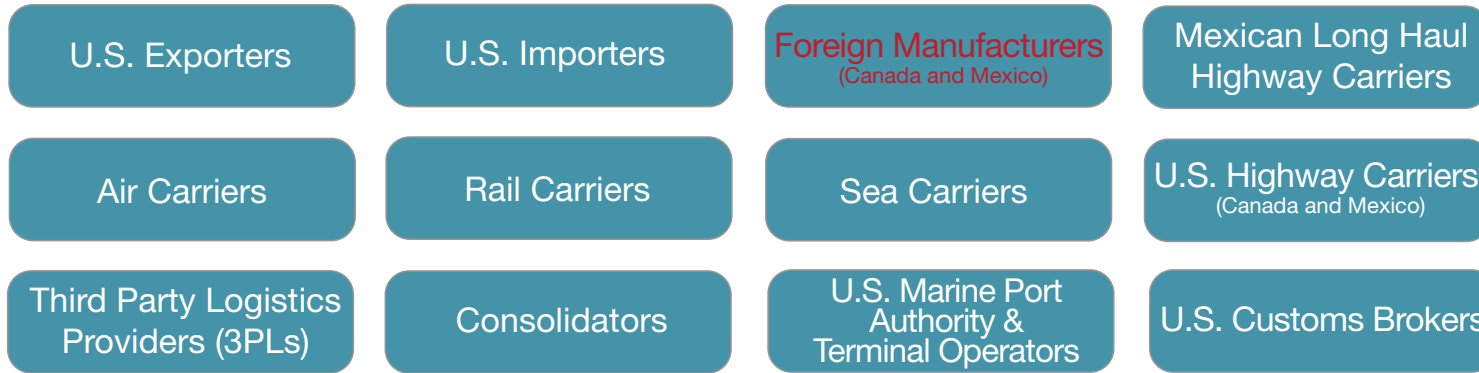 U.S. Exporters
U.S. Importers
Foreign Manufacturers
(Canada and Mexico)
Mexican Long Haul
Highway Carriers
Air Carriers
Rail Carriers
Sea Carriers
U.S. Highway Carriers
(Canada and Mexico)
Third Party Logistics
Providers (3PLs)
Consolidators
U.S. Marine Port
Authority &
Terminal Operators
U.S. Customs Brokers